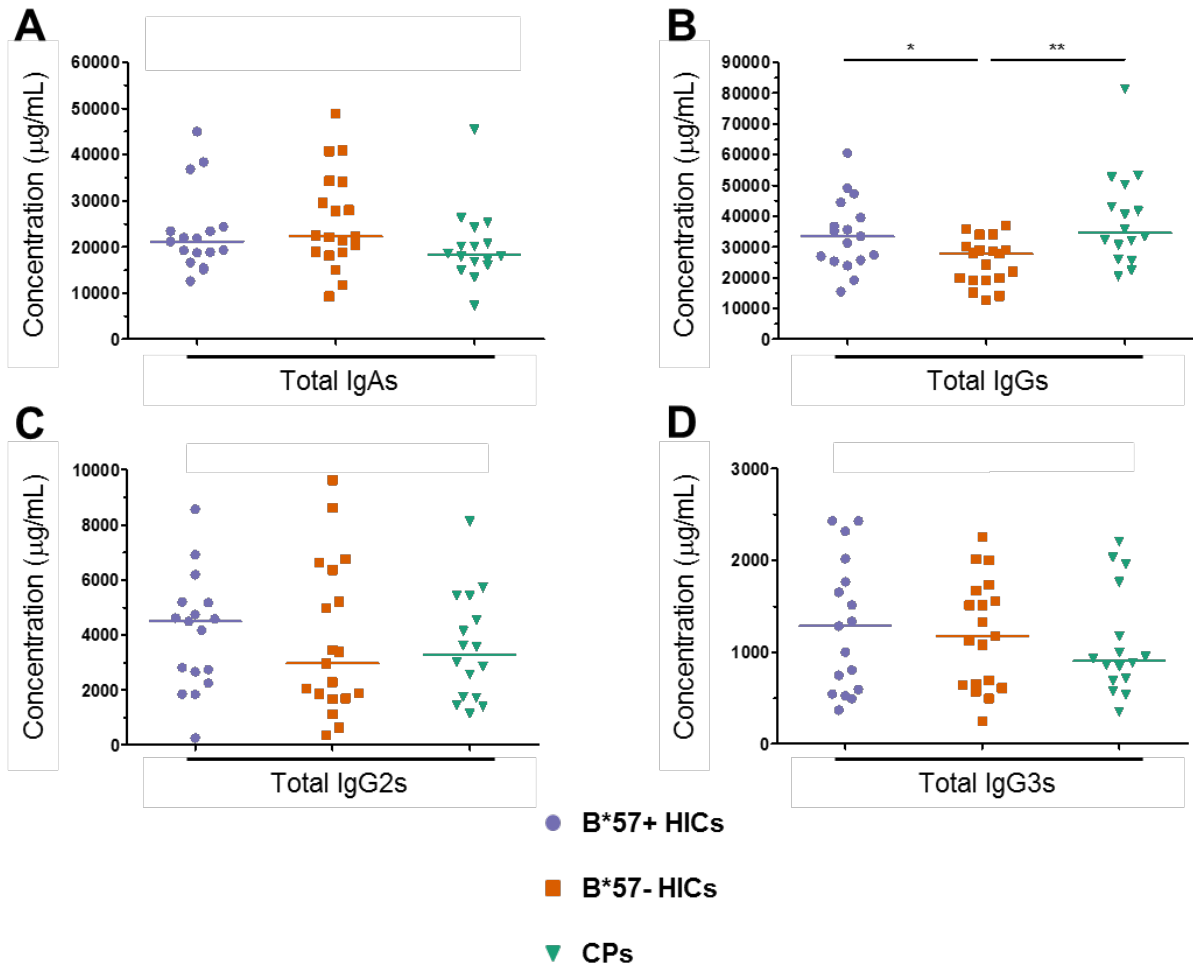 A
Concentration (µg/mL)
60000
50000
40000
30000
20000
10000
0
Total IgAs
B
* **
Concentration (µg/mL)
90000
80000
70000
60000
50000
40000
30000
20000
10000
0
Total IgGs
C
Concentration (µg/mL)
10000
8000
6000
4000
2000
0
Total IgG2s
D
Concentration (µg/mL)
3000
2000
1000
0
Total IgG3s
B*57+ HICs
B*57- HICs
CPs